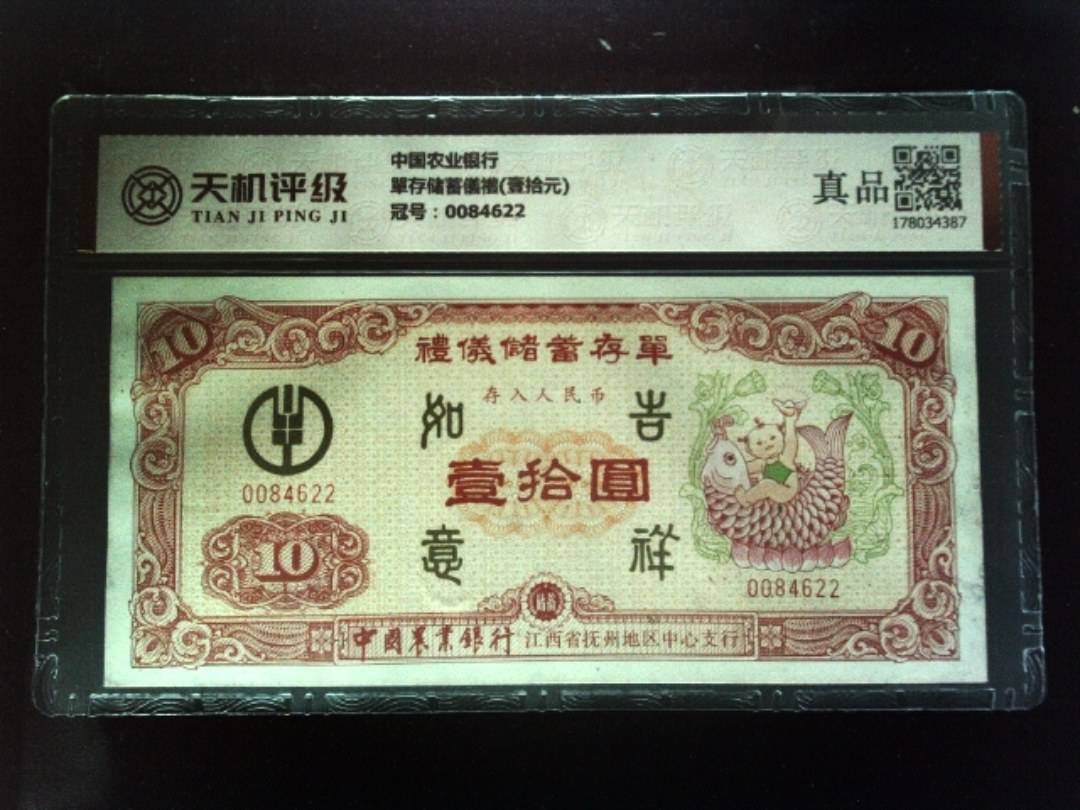 天机评级
TIAN JI PING JI
中国农业银行
單存储蓄儀禮(壹拾元)
冠号：0084622
真品
178034387
10
10
禮儀儲蓄存單
存入人民币
如
吉
壹拾圓
意
祥
0084622
10
0084622
中國農業銀行 江西省抚州地区中心支行